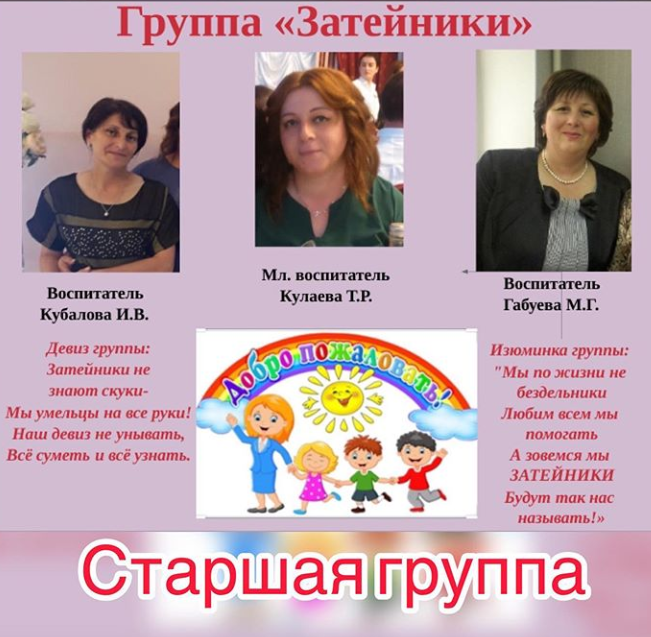 Группа «Затейники»
Воспитатель
Кубалова И.В.
Мл. воспитатель
Кулаева Т.Р.
Воспитатель
Габуева М.Г.
Девиз группы:
Затейники не
знают скуки-
Мы умельцы на все руки!
Наш девиз не унывать,
Всё суметь и всё узнать.
Добро пожаловать!
Изюминка группы:
"Мы по жизни не
бездельники
Любим всем мы
помогать
А зовемся мы
ЗАТЕЙНИКИ
Будут так нас
называть!»
Старшая группа